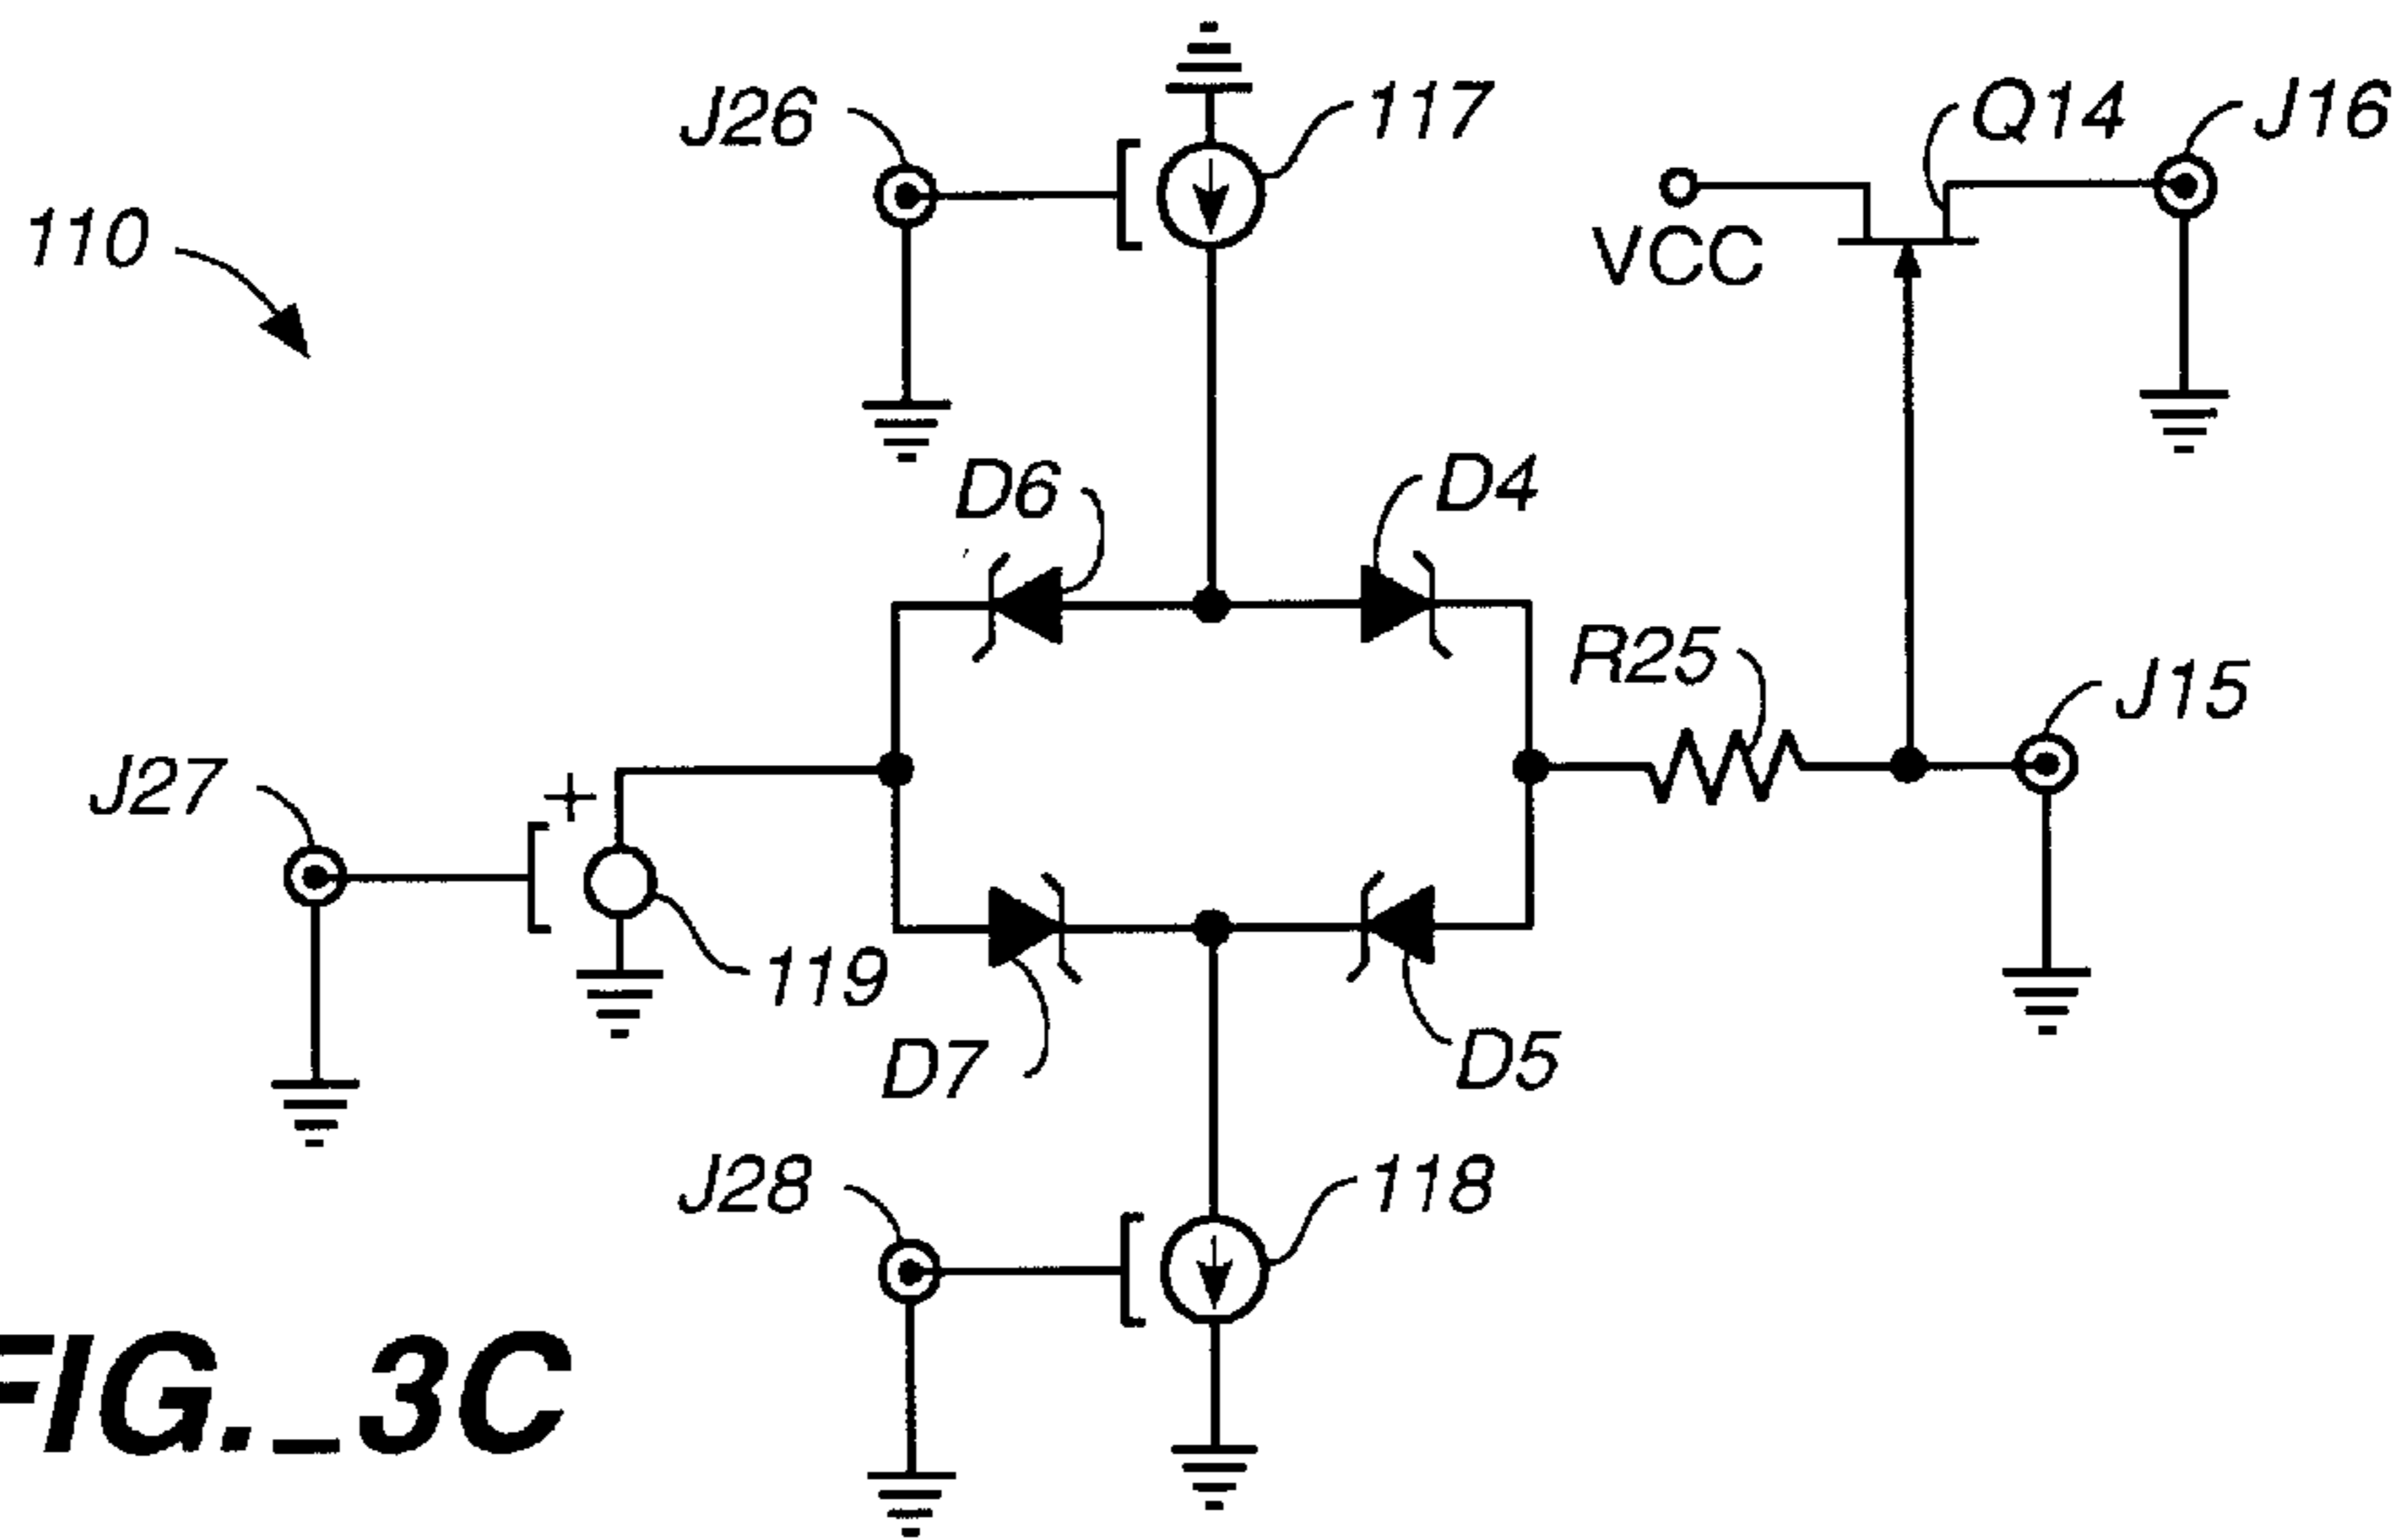 J26
117
Q14
J16
110
VCC
D6
D4
R25
J15
J27
+
119
D7
D5
J28
118
FIG._3C